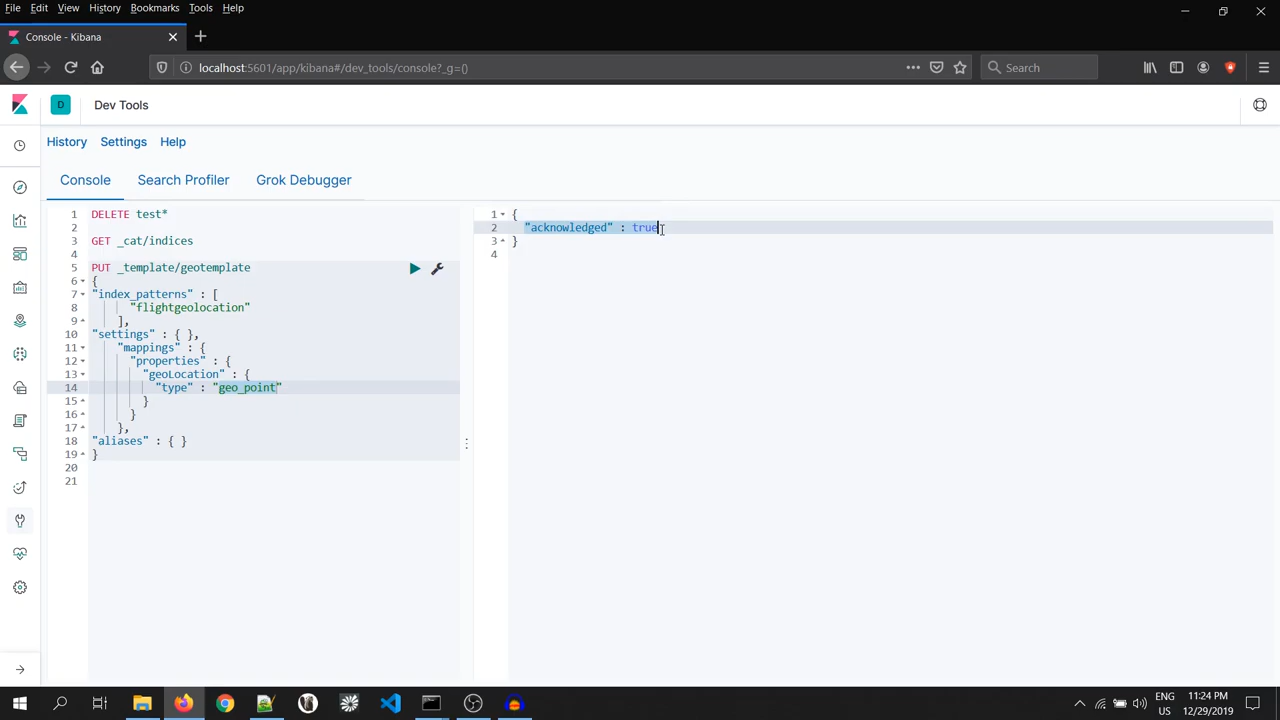 File Edit View History Bookmarks Tools Help
Console - Kibana
localhost:5601/app/kibana#/dev_tools/console?_g=()
Search
D
Dev Tools
History Settings Help
Console Search Profiler Grok Debugger
1 DELETE test*
2
3 GET _cat/indices
4
5 PUT _template/geotemplate
6 {
7 "index_patterns" : [
8 "flightgeolocation"
9 ],
10 "settings" : { },
11 "mappings" : {
12 "properties" : {
13 "geoLocation" : {
14 "type" : "geo_point"
15 }
16 }
17 },
18 "aliases" : { }
19 }
20
21
1 {
2 "acknowledged" : true
3 }
4
ENG 11:24 PM
US 12/29/2019